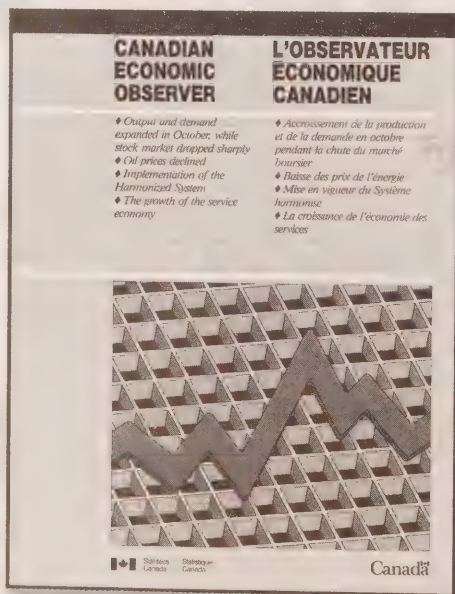 CANADIAN
ECONOMIC
OBSERVER
♦ Output and demand
expanded in October, while
stock market dropped sharply
♦ Oil prices declined
♦ Implementation of the
Harmonized System
♦ The growth of the service
economy
L'OBSERVATEUR
ÉCONOMIQUE
CANADIEN
♦ Accroissement de la production
et de la demande en octobre
pendant la chute du marché
boursier
♦ Baisse des prix de l'énergie
♦ Mise en vigueur du Système
harmonisé
♦ La croissance de l'économie des
services
Statistics
Canada
Statistique
Canada
Canada